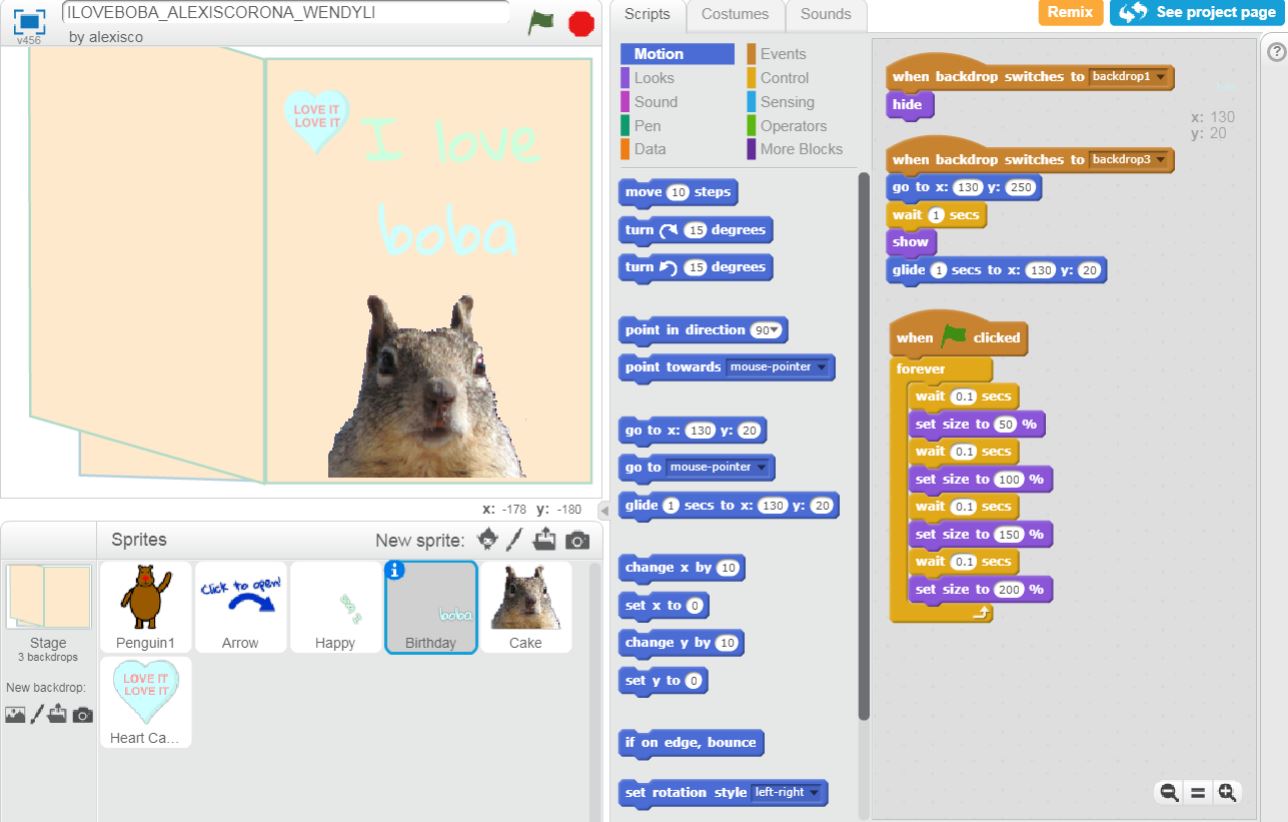 ILOVEBOBA_ALEXISCORONA_WENDYLI
by alexisco
v456
LOVE IT
LOVE IT
I love
boba
x: -178 y: -180
Sprites
New sprite:
Stage
3 backdrops
New backdrop:
Penguin1
Click to open!
Arrow
Happy
boba
Birthday
Cake
LOVE IT
LOVE IT
Heart Ca...
Scripts
Costumes
Sounds
Remix
See project page
Motion
Looks
Sound
Pen
Data
Events
Control
Sensing
Operators
More Blocks
move 10 steps
turn 15 degrees
turn 15 degrees
point in direction 90
point towards mouse-pointer
go to x: 130 y: 20
go to mouse-pointer
glide 1 secs to x: 130 y: 20
change x by 10
set x to 0
change y by 10
set y to 0
if on edge, bounce
set rotation style left-right
when backdrop switches to backdrop1
hide
x: 130
y: 20
when backdrop switches to backdrop3
go to x: 130 y: 250
wait 1 secs
show
glide 1 secs to x: 130 y: 20
when clicked
forever
wait 0.1 secs
set size to 50 %
wait 0.1 secs
set size to 100 %
wait 0.1 secs
set size to 150 %
wait 0.1 secs
set size to 200 %